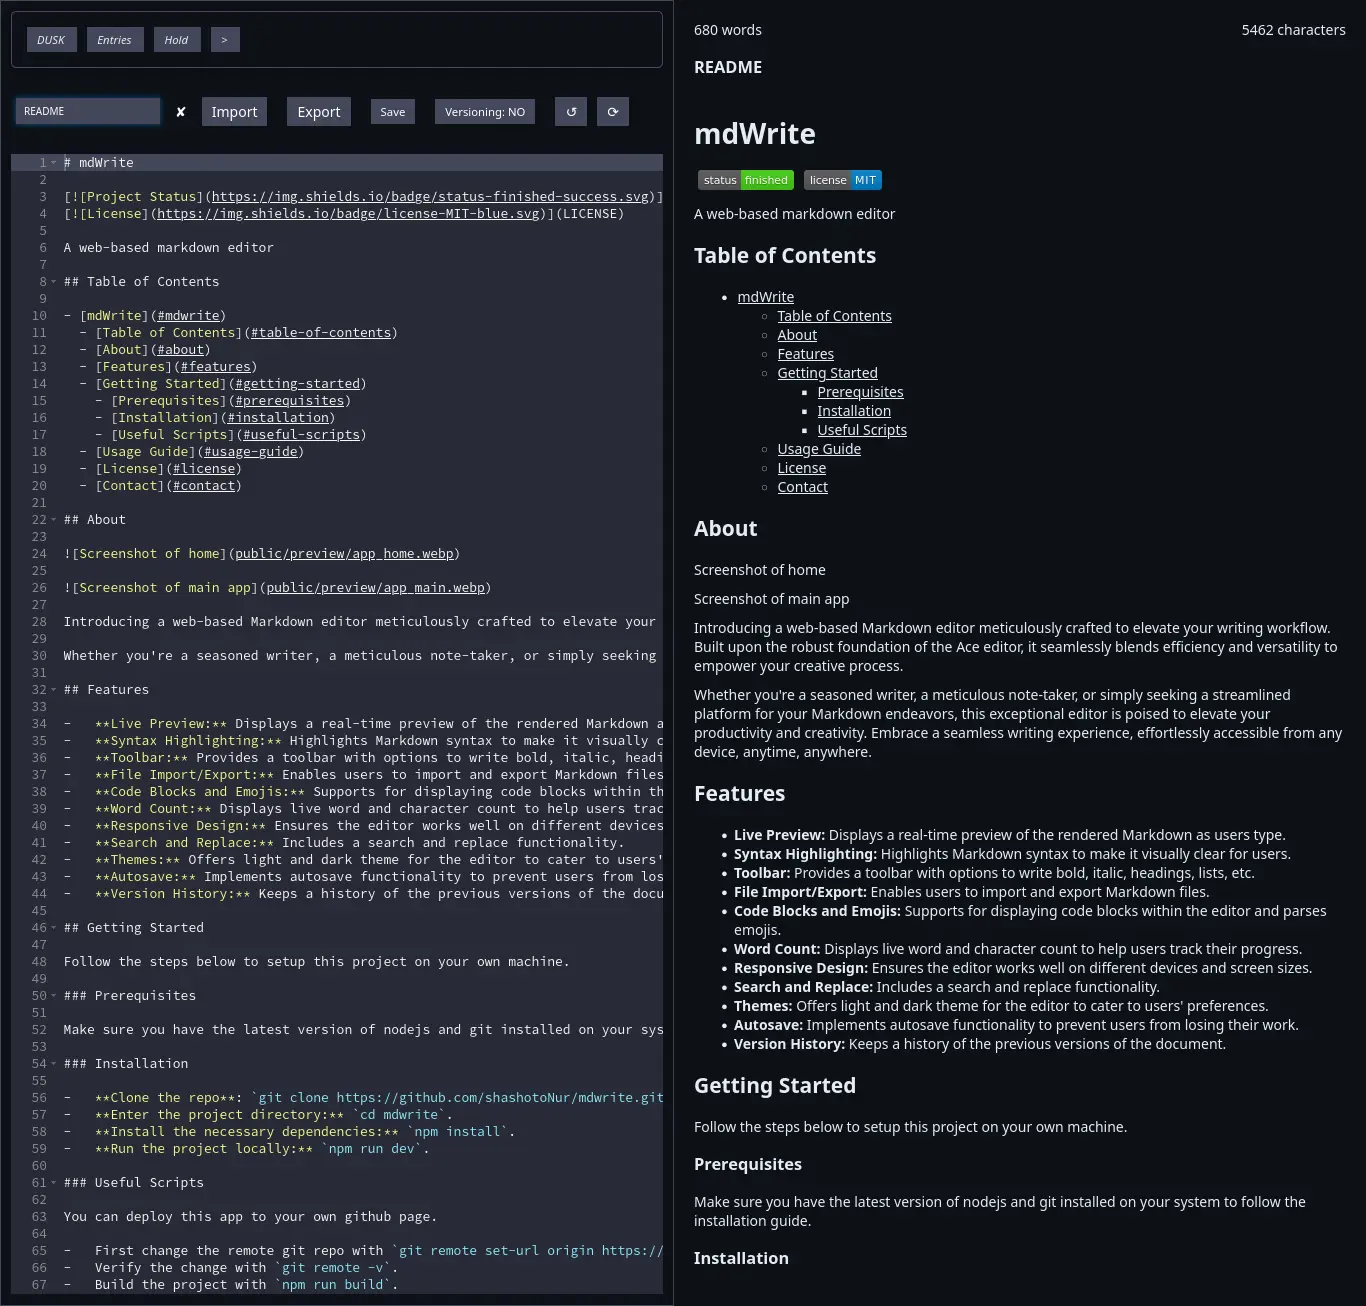 DUSK Entries Hold >
README ✘ Import Export Save Versioning: NO ↺ ⟳
1 # mdWrite
2
3 [![Project Status](https://img.shields.io/badge/status-finished-success.svg)]
4 [![License](https://img.shields.io/badge/license-MIT-blue.svg)](LICENSE)
5
6 A web-based markdown editor
7
8 ## Table of Contents
9
10 - [mdWrite](#mdwrite)
11 - [Table of Contents](#table-of-contents)
12 - [About](#about)
13 - [Features](#features)
14 - [Getting Started](#getting-started)
15 - [Prerequisites](#prerequisites)
16 - [Installation](#installation)
17 - [Useful Scripts](#useful-scripts)
18 - [Usage Guide](#usage-guide)
19 - [License](#license)
20 - [Contact](#contact)
21
22 ## About
23
24 ![Screenshot of home](public/preview/app_home.webp)
25
26 ![Screenshot of main app](public/preview/app_main.webp)
27
28 Introducing a web-based Markdown editor meticulously crafted to elevate your
29
30 Whether you're a seasoned writer, a meticulous note-taker, or simply seeking
31
32 ## Features
33
34 - **Live Preview:** Displays a real-time preview of the rendered Markdown a
35 - **Syntax Highlighting:** Highlights Markdown syntax to make it visually c
36 - **Toolbar:** Provides a toolbar with options to write bold, italic, headi
37 - **File Import/Export:** Enables users to import and export Markdown files
38 - **Code Blocks and Emojis:** Supports for displaying code blocks within th
39 - **Word Count:** Displays live word and character count to help users trac
40 - **Responsive Design:** Ensures the editor works well on different devices
41 - **Search and Replace:** Includes a search and replace functionality.
42 - **Themes:** Offers light and dark theme for the editor to cater to users'
43 - **Autosave:** Implements autosave functionality to prevent users from los
44 - **Version History:** Keeps a history of the previous versions of the docu
45
46 ## Getting Started
47
48 Follow the steps below to setup this project on your own machine.
49
50 ### Prerequisites
51
52 Make sure you have the latest version of nodejs and git installed on your sys
53
54 ### Installation
55
56 - **Clone the repo**: `git clone https://github.com/shashotoNur/mdwrite.git
57 - **Enter the project directory:** `cd mdwrite`.
58 - **Install the necessary dependencies:** `npm install`.
59 - **Run the project locally:** `npm run dev`.
60
61 ### Useful Scripts
62
63 You can deploy this app to your own github page.
64
65 - First change the remote git repo with `git remote set-url origin https://
66 - Verify the change with `git remote -v`.
67 - Build the project with `npm run build`.
680 words 5462 characters
README
mdWrite
status finished license MIT
A web-based markdown editor
Table of Contents
• mdWrite
◦ Table of Contents
◦ About
◦ Features
◦ Getting Started
▪ Prerequisites
▪ Installation
▪ Useful Scripts
◦ Usage Guide
◦ License
◦ Contact
About
Screenshot of home
Screenshot of main app
Introducing a web-based Markdown editor meticulously crafted to elevate your writing workflow.
Built upon the robust foundation of the Ace editor, it seamlessly blends efficiency and versatility to
empower your creative process.
Whether you're a seasoned writer, a meticulous note-taker, or simply seeking a streamlined
platform for your Markdown endeavors, this exceptional editor is poised to elevate your
productivity and creativity. Embrace a seamless writing experience, effortlessly accessible from any
device, anytime, anywhere.
Features
• Live Preview: Displays a real-time preview of the rendered Markdown as users type.
• Syntax Highlighting: Highlights Markdown syntax to make it visually clear for users.
• Toolbar: Provides a toolbar with options to write bold, italic, headings, lists, etc.
• File Import/Export: Enables users to import and export Markdown files.
• Code Blocks and Emojis: Supports for displaying code blocks within the editor and parses
emojis.
• Word Count: Displays live word and character count to help users track their progress.
• Responsive Design: Ensures the editor works well on different devices and screen sizes.
• Search and Replace: Includes a search and replace functionality.
• Themes: Offers light and dark theme for the editor to cater to users' preferences.
• Autosave: Implements autosave functionality to prevent users from losing their work.
• Version History: Keeps a history of the previous versions of the document.
Getting Started
Follow the steps below to setup this project on your own machine.
Prerequisites
Make sure you have the latest version of nodejs and git installed on your system to follow the
installation guide.
Installation